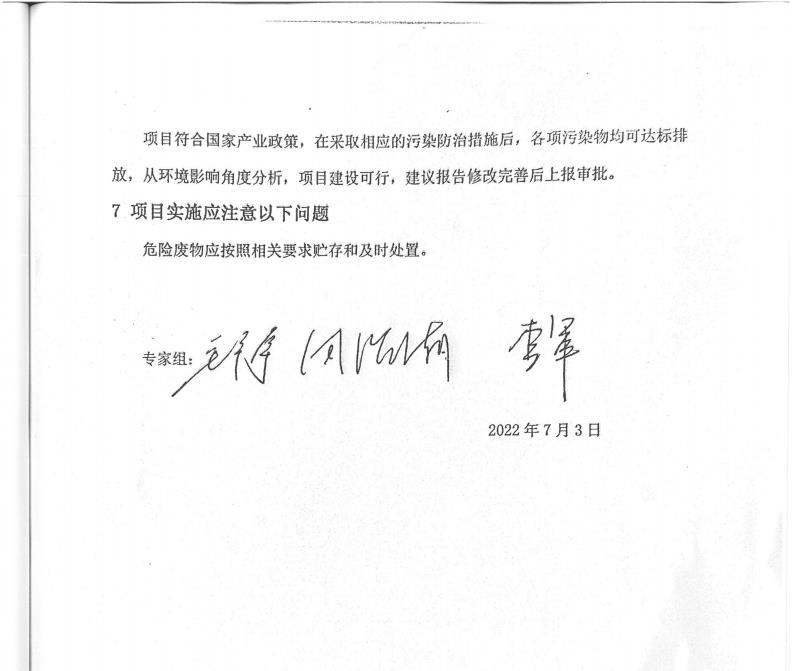 项目符合国家产业政策，在采取相应的污染防治措施后，各项污染物均可达标排
放，从环境影响角度分析，项目建设可行，建议报告修改完善后上报审批。
7 项目实施应注意以下问题
危险废物应按照相关要求贮存和及时处置。
专家组：
2022 年 7 月 3 日